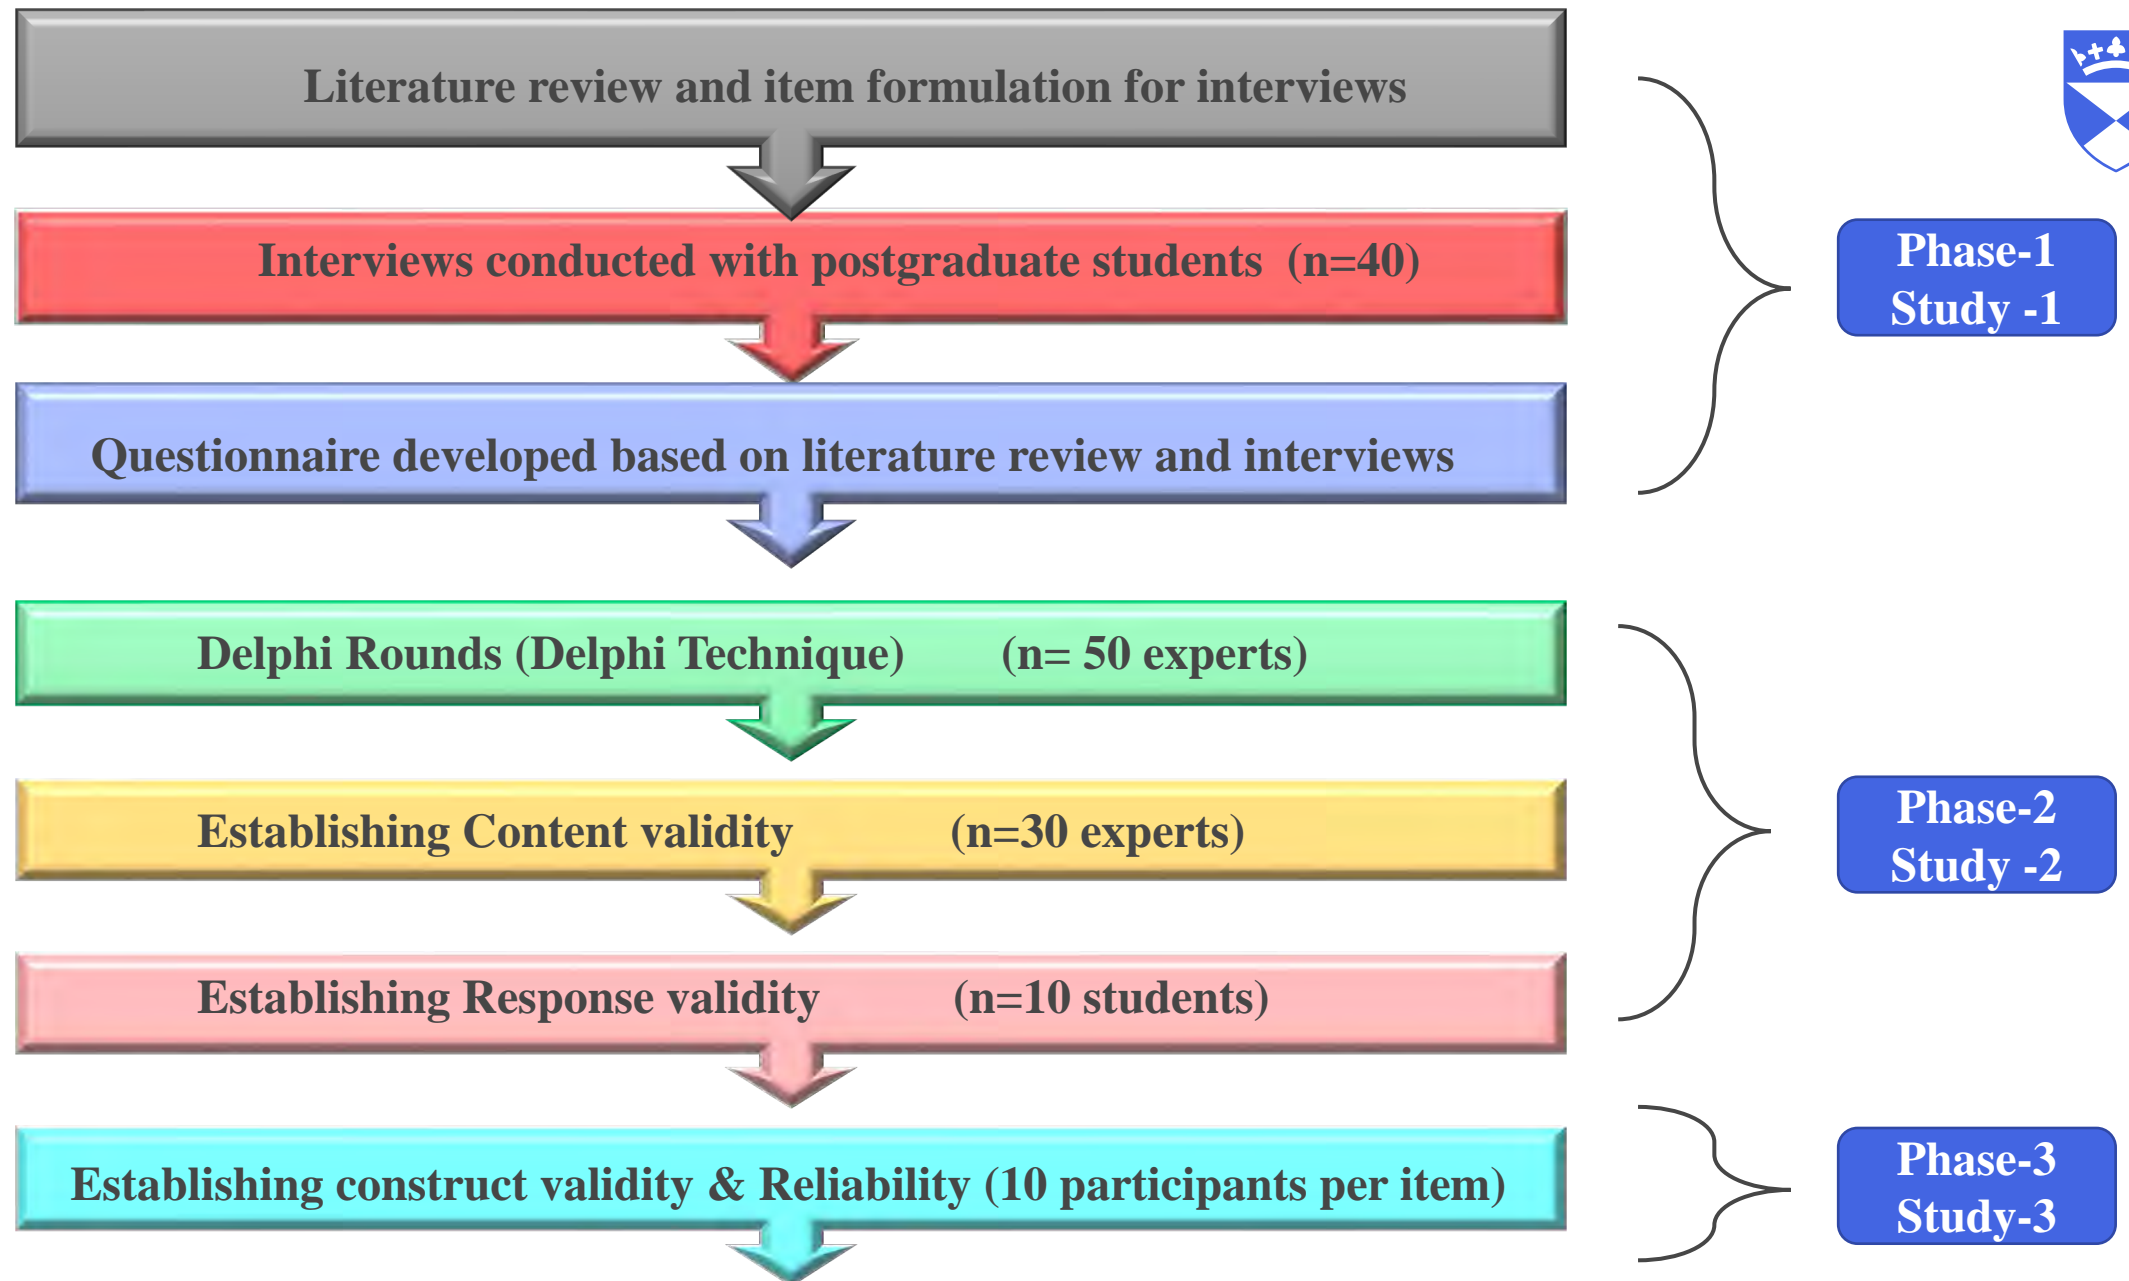 Literature review and item formulation for interviews
Interviews conducted with postgraduate students (n=40)
Phase-1
Study -1
Questionnaire developed based on literature review and interviews
Delphi Rounds (Delphi Technique) (n= 50 experts)
Establishing Content validity (n=30 experts)
Phase-2
Study -2
Establishing Response validity (n=10 students)
Establishing construct validity & Reliability (10 participants per item)
Phase-3
Study-3